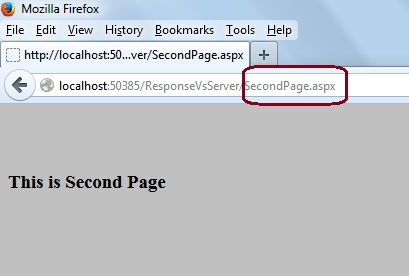 Mozilla Firefox
File Edit View History Bookmarks Tools Help
http://localhost:50...ver/SecondPage.aspx
localhost:50385/ResponseVsServer/SecondPage.aspx
This is Second Page